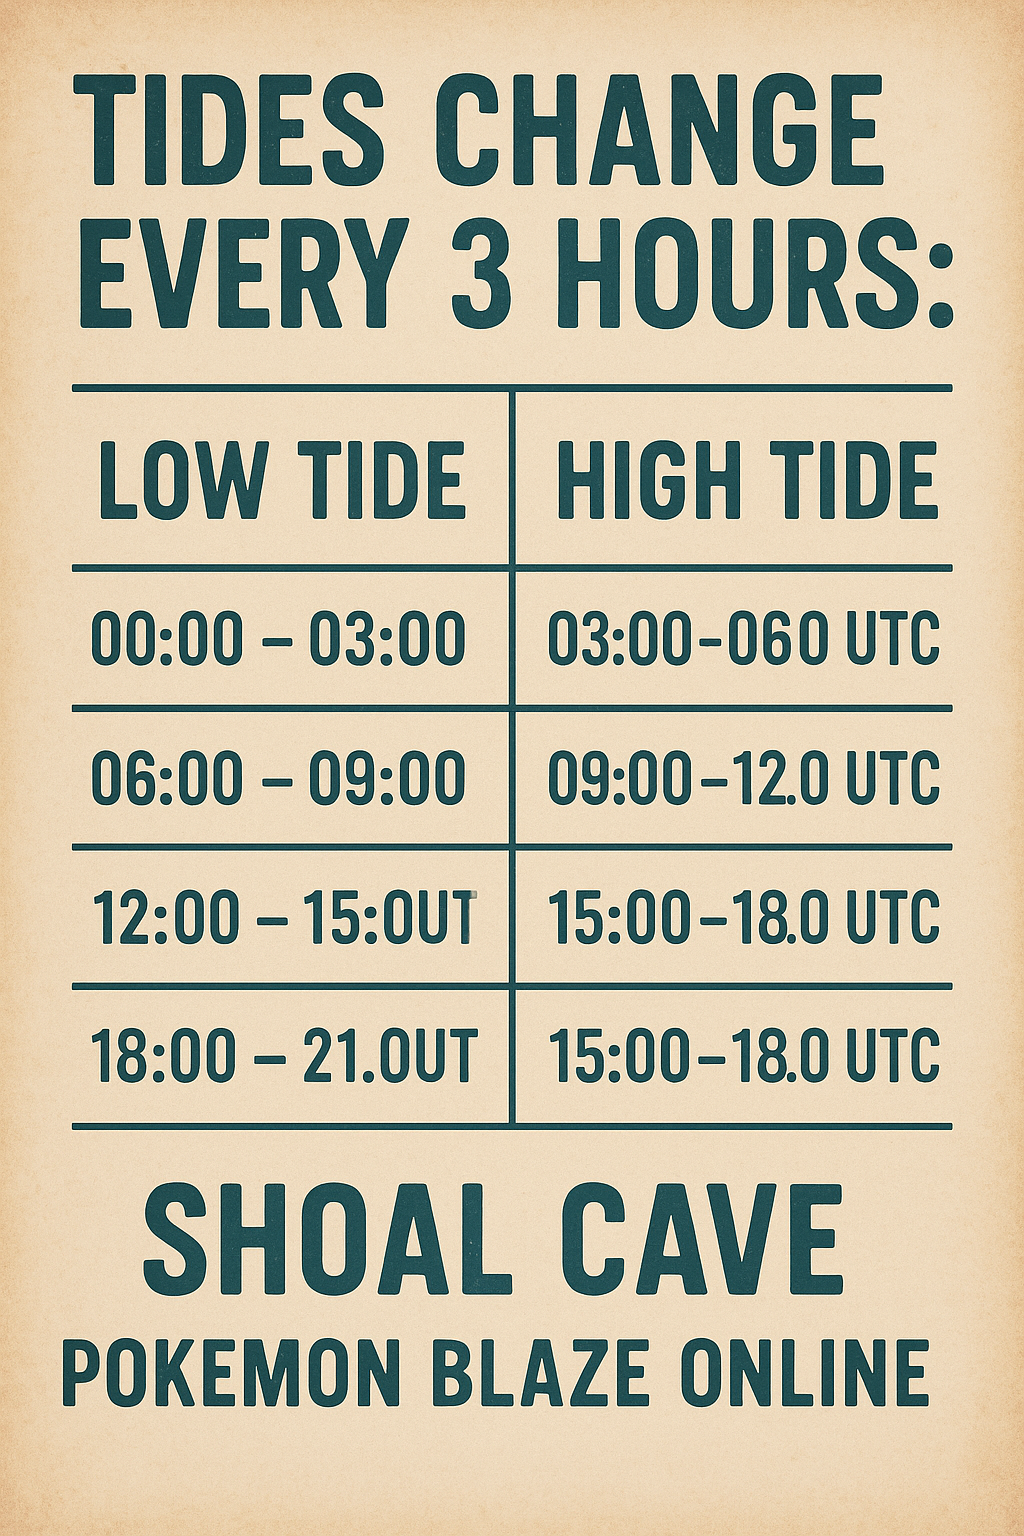 TIDES CHANGE
EVERY 3 HOURS:
LOW TIDE HIGH TIDE
00:00 – 03:00 03:00–060 UTC
06:00 – 09:00 09:00–12.0 UTC
12:00 – 15:0UT 15:00–18.0 UTC
18:00 – 21.0UT 15:00–18.0 UTC
SHOAL CAVE
POKEMON BLAZE ONLINE